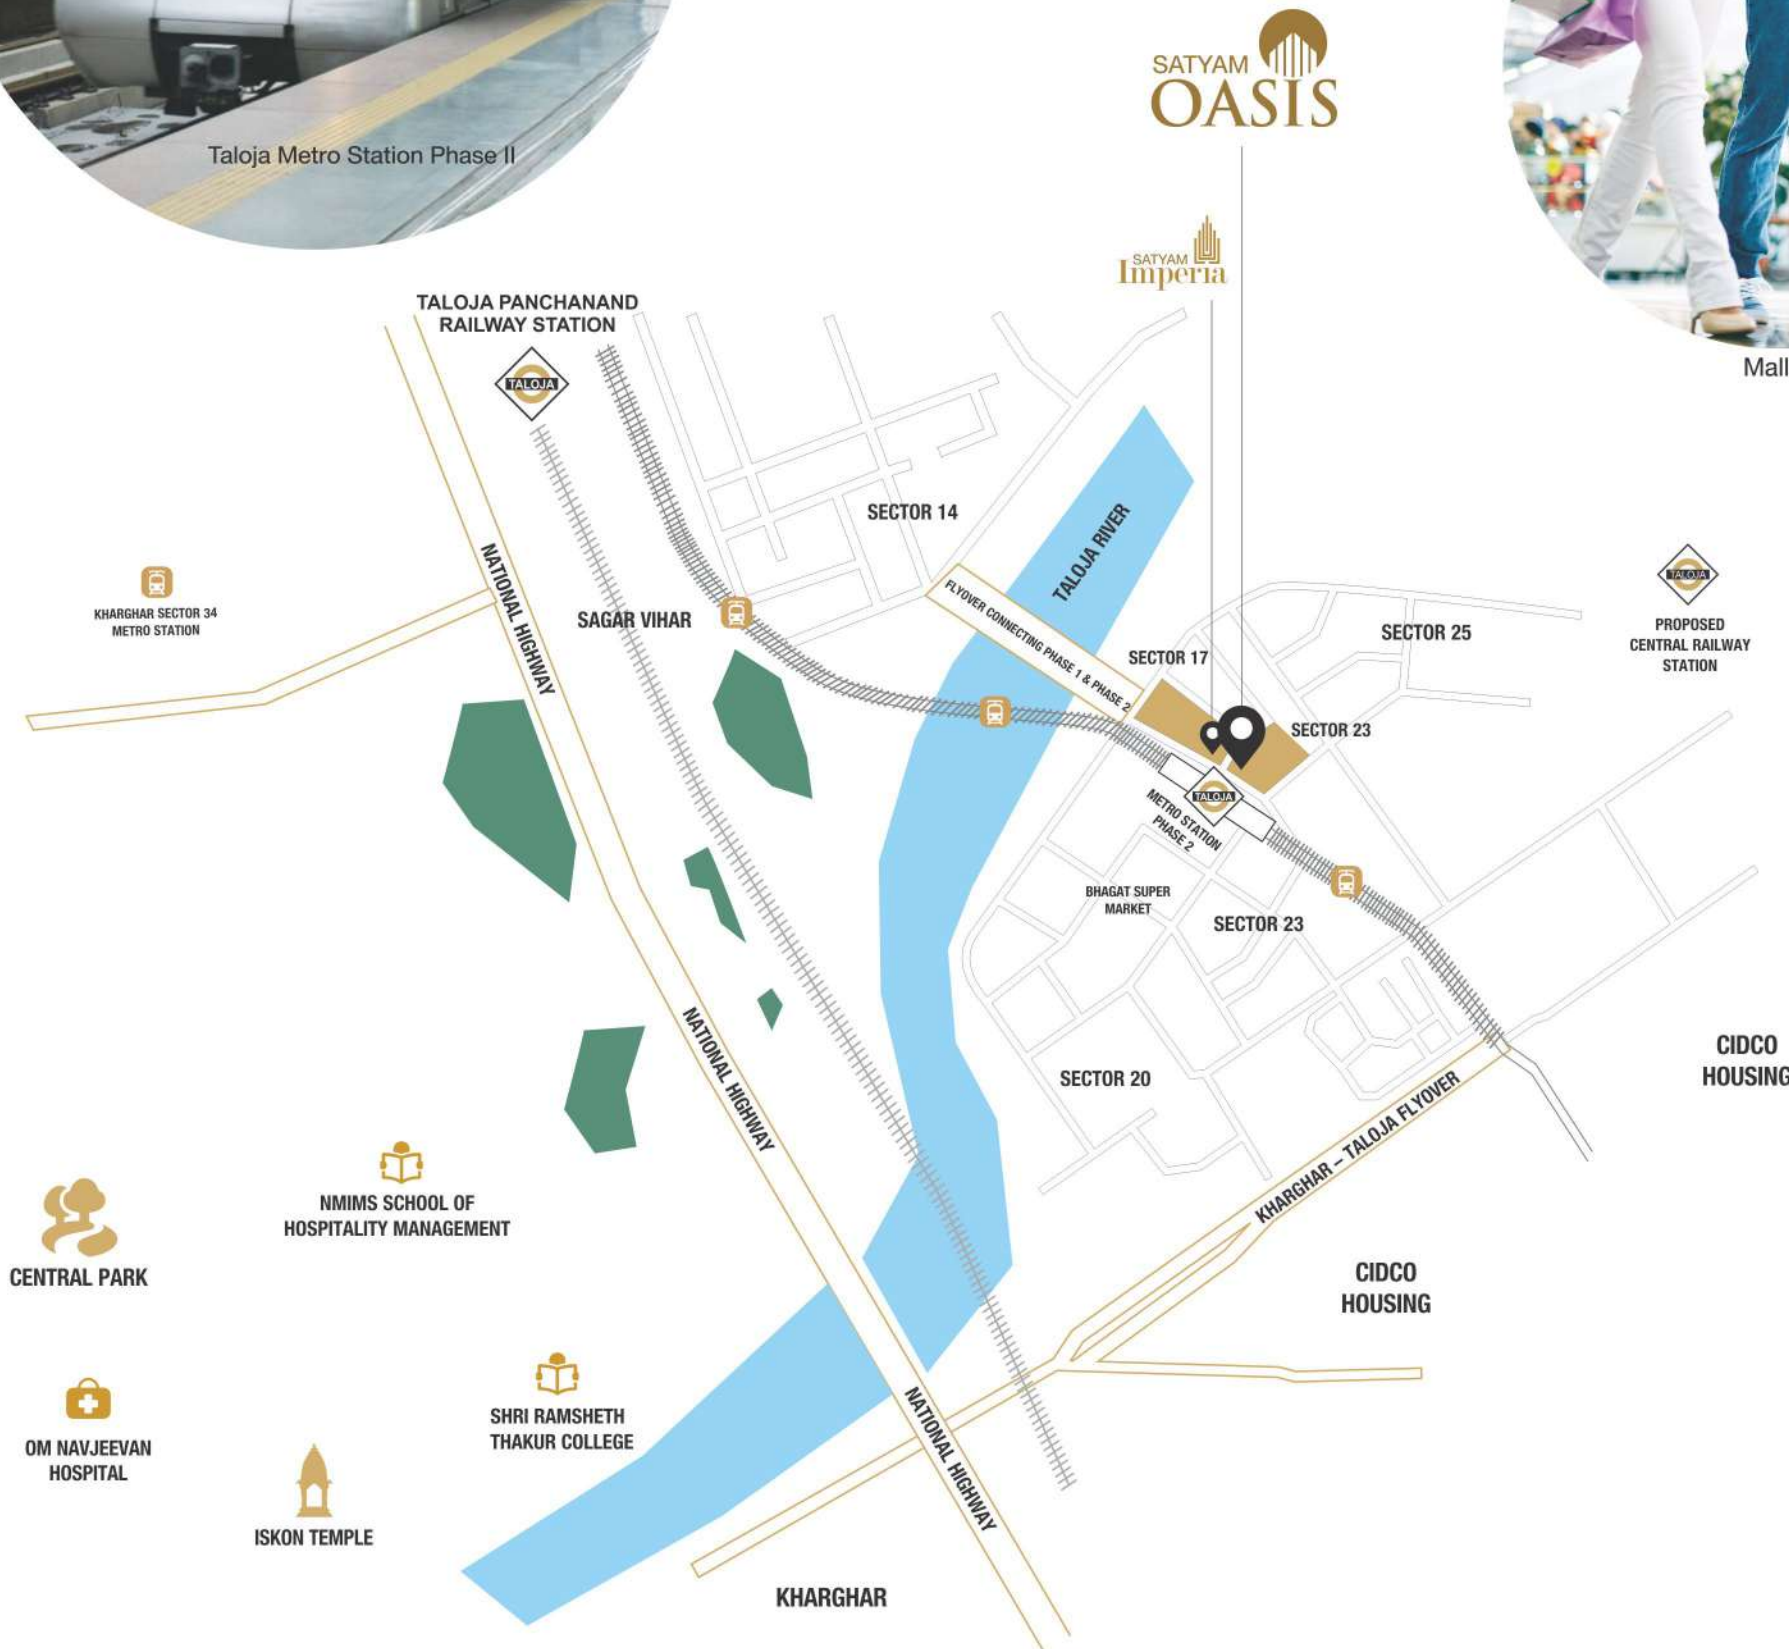 SATYAM
OASIS
Taloja Metro Station Phase II
SATYAM
Imperia
TALOJA PANCHANAND
RAILWAY STATION
TALOJA
Mall
SECTOR 14
TALOJA RIVER
NATIONAL HIGHWAY
KHARGHAR SECTOR 34
METRO STATION
SAGAR VIHAR
FLYOVER CONNECTING PHASE 1 & PHASE 2
TALOJA
PROPOSED
CENTRAL RAILWAY
STATION
SECTOR 25
SECTOR 17
SECTOR 23
TALOJA
METRO STATION
PHASE 2
BHAGAT SUPER
MARKET
SECTOR 23
NATIONAL HIGHWAY
CIDCO
HOUSING
SECTOR 20
KHARGHAR – TALOJA FLYOVER
NMIMS SCHOOL OF
HOSPITALITY MANAGEMENT
CENTRAL PARK
CIDCO
HOUSING
SHRI RAMSHETH
THAKUR COLLEGE
NATIONAL HIGHWAY
OM NAVJEEVAN
HOSPITAL
ISKON TEMPLE
KHARGHAR